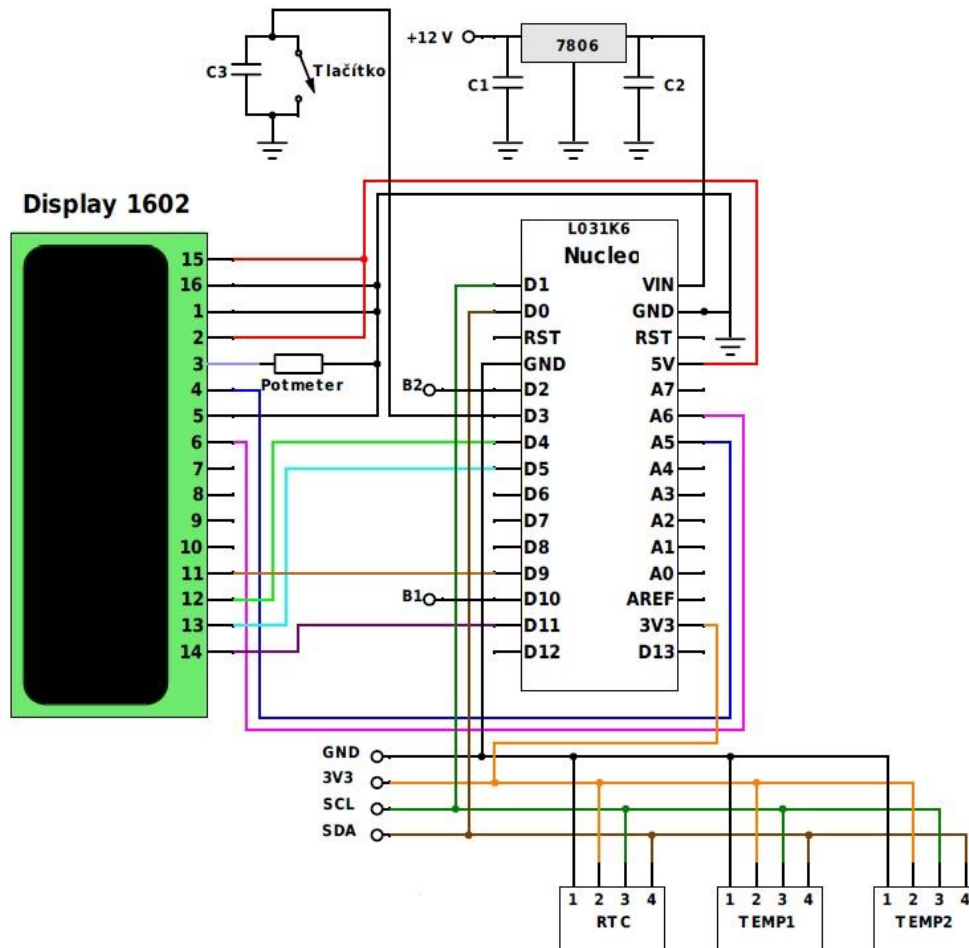 +12 V
7806
C3
Tlačítko
C1
C2
Display 1602
L031K6
Nucleo
15
16
1
2
3
4
5
6
7
8
9
10
11
12
13
14
Potmeter
B2
B1
D1
D0
RST
GND
D2
D3
D4
D5
D6
D7
D8
D9
D10
D11
D12
VIN
GND
RST
5V
A7
A6
A5
A4
A3
A2
A1
A0
AREF
3V3
D13
GND
3V3
SCL
SDA
1 2 3 4
RTC
1 2 3 4
TEMP1
1 2 3 4
TEMP2